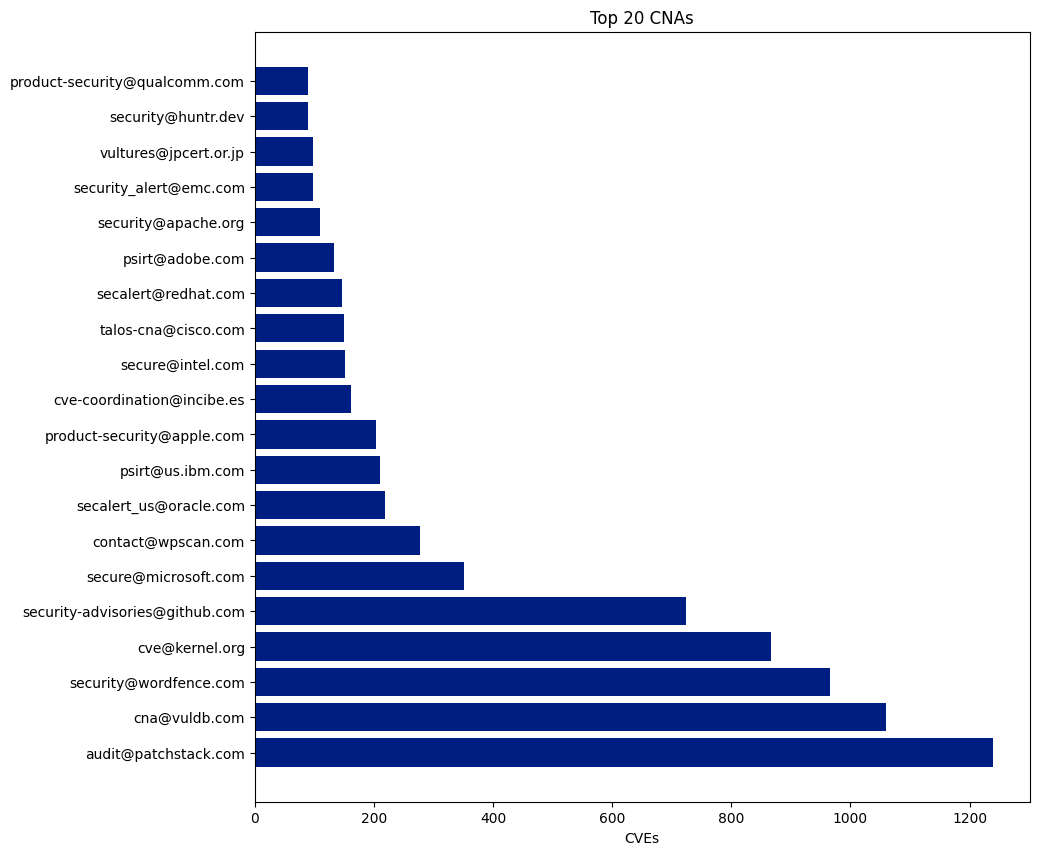 Top 20 CNAs
product-security@qualcomm.com
security@huntr.dev
vultures@jpcert.or.jp
security_alert@emc.com
security@apache.org
psirt@adobe.com
secalert@redhat.com
talos-cna@cisco.com
secure@intel.com
cve-coordination@incibe.es
product-security@apple.com
psirt@us.ibm.com
secalert_us@oracle.com
contact@wpscan.com
secure@microsoft.com
security-advisories@github.com
cve@kernel.org
security@wordfence.com
cna@vuldb.com
audit@patchstack.com
0 200 400 600 800 1000 1200
CVEs